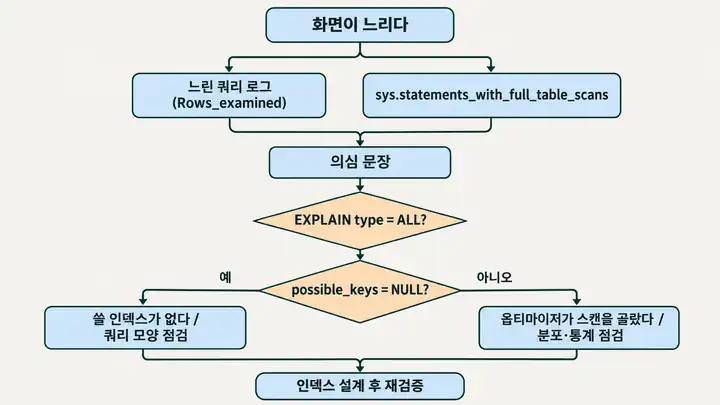 화면이 느리다
느린 쿼리 로그
(Rows_examined)
sys.statements_with_full_table_scans
의심 문장
EXPLAIN type = ALL?
예
possible_keys = NULL?
아니오
쓸 인덱스가 없다 /
쿼리 모양 점검
옵티마이저가 스캔을 골랐다 /
분포·통계 점검
인덱스 설계 후 재검증